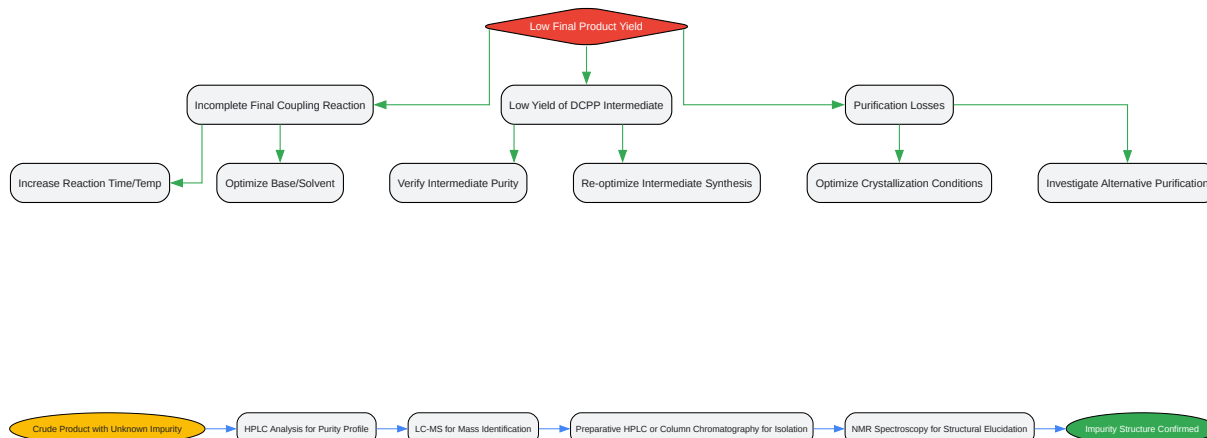 Low Final Product Yield
Incomplete Final Coupling Reaction
Low Yield of DCPP Intermediate
Purification Losses
Increase Reaction Time/Temp
Optimize Base/Solvent
Verify Intermediate Purity
Re-optimize Intermediate Synthesis
Optimize Crystallization Conditions
Investigate Alternative Purification
Crude Product with Unknown Impurity
HPLC Analysis for Purity Profile
LC-MS for Mass Identification
Preparative HPLC or Column Chromatography for Isolation
NMR Spectroscopy for Structural Elucidation
Impurity Structure Confirmed